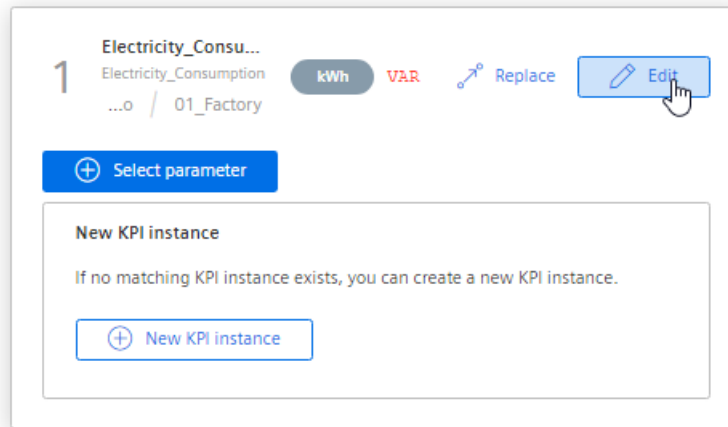 1
Electricity_Consu...
Electricity_Consumption
...o / 01_Factory
kWh
VAR
Replace
Edit
Select parameter
New KPI instance
If no matching KPI instance exists, you can create a new KPI instance.
New KPI instance